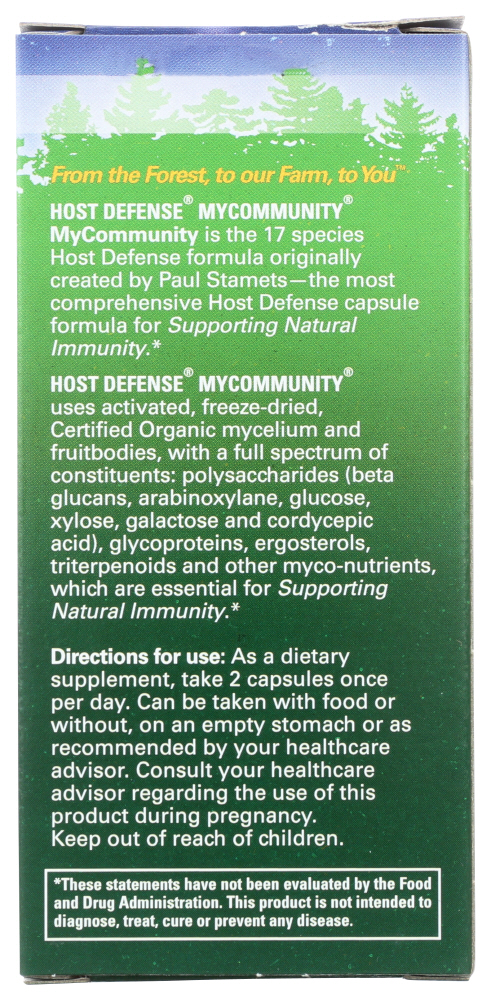 From the Forest, to our Farm, to You™
HOST DEFENSE® MYCOMMUNITY®
MyCommunity is the 17 species
Host Defense formula originally
created by Paul Stamets—the most
comprehensive Host Defense capsule
formula for Supporting Natural
Immunity.*
HOST DEFENSE® MYCOMMUNITY®
uses activated, freeze-dried,
Certified Organic mycelium and
fruitbodies, with a full spectrum of
constituents: polysaccharides (beta
glucans, arabinoxylane, glucose,
xylose, galactose and cordycepic
acid), glycoproteins, ergosterols,
triterpenoids and other myco-nutrients,
which are essential for Supporting
Natural Immunity.*
Directions for use: As a dietary
supplement, take 2 capsules once
per day. Can be taken with food or
without, on an empty stomach or as
recommended by your healthcare
advisor. Consult your healthcare
advisor regarding the use of this
product during pregnancy.
Keep out of reach of children.
*These statements have not been evaluated by the Food
and Drug Administration. This product is not intended to
diagnose, treat, cure or prevent any disease.